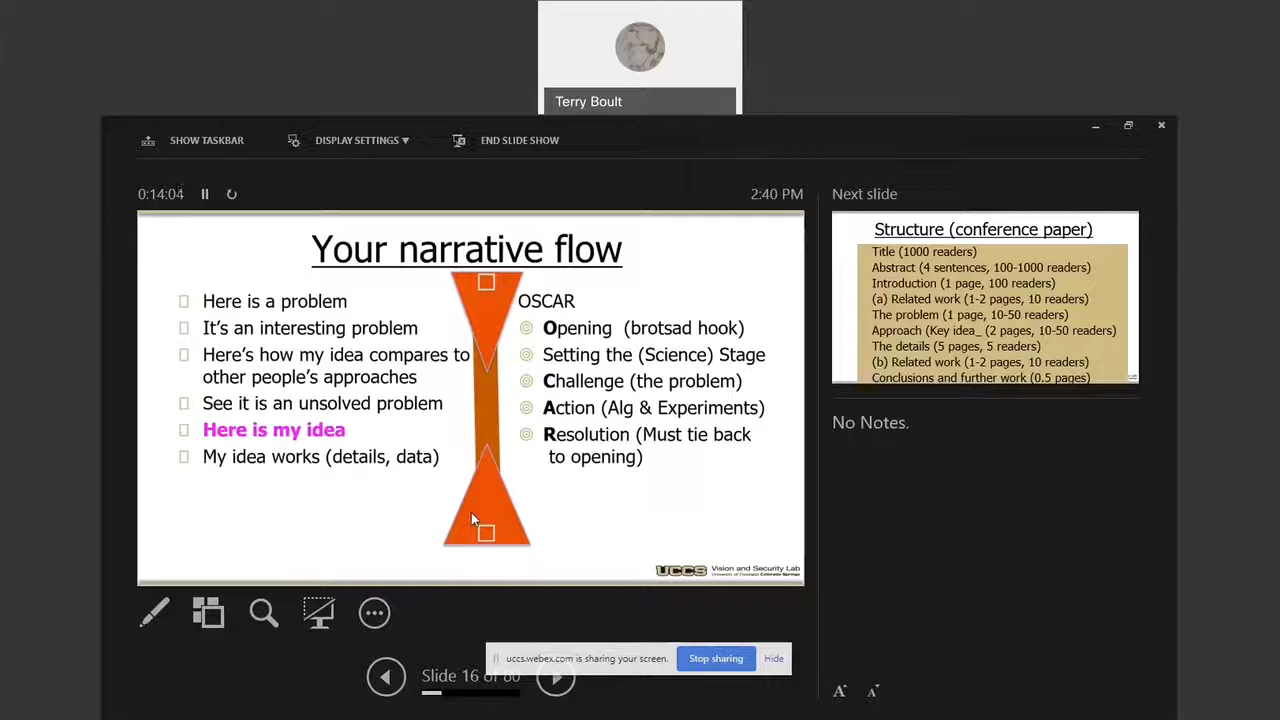 Terry Boult
SHOW TASKBAR
DISPLAY SETTINGS ▾
END SLIDE SHOW
0:14:04
2:40 PM
Your narrative flow
Here is a problem
It's an interesting problem
Here's how my idea compares to
other people's approaches
See it is an unsolved problem
Here is my idea
My idea works (details, data)
OSCAR
Opening (brotsad hook)
Setting the (Science) Stage
Challenge (the problem)
Action (Alg & Experiments)
Resolution (Must tie back
to opening)
UCCS
Vision and Security Lab
University of Colorado Colorado Springs
Next slide
Structure (conference paper)
Title (1000 readers)
Abstract (4 sentences, 100-1000 readers)
Introduction (1 page, 100 readers)
(a) Related work (1-2 pages, 10 readers)
The problem (1 page, 10-50 readers)
Approach (Key idea_ (2 pages, 10-50 readers)
The details (5 pages, 5 readers)
(b) Related work (1-2 pages, 10 readers)
Conclusions and further work (0.5 pages)
No Notes.
uccs.webex.com is sharing your screen.
Stop sharing
Hide
Slide 16 of 80
A A